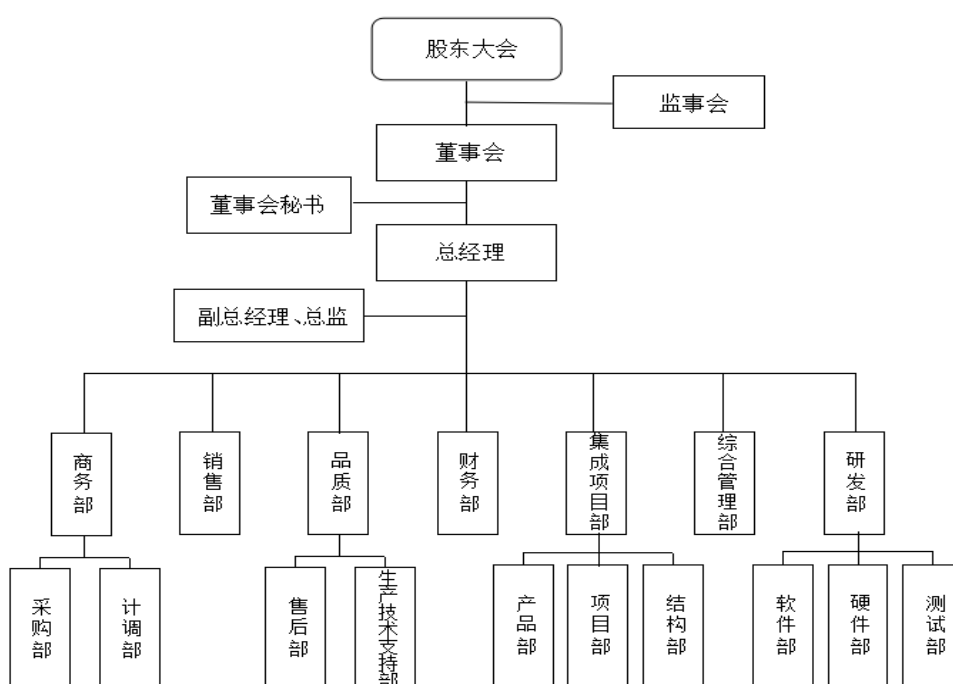 股东大会
监事会
董事会
董事会秘书
总经理
副总经理、总监
商务部
销售部
品质部
财务部
集成项目部
综合管理部
研发部
采购部
计调部
售后部
生产技术支持部
产品部
项目部
结构部
软件部
硬件部
测试部